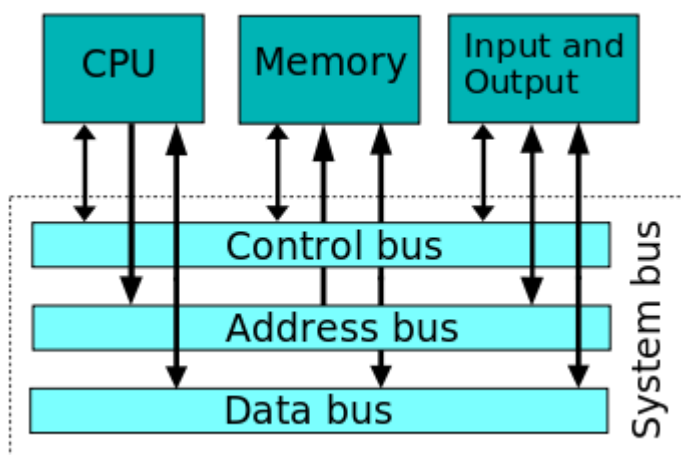 CPU
Memory
Input and
Output
Control bus
Address bus
Data bus
System bus